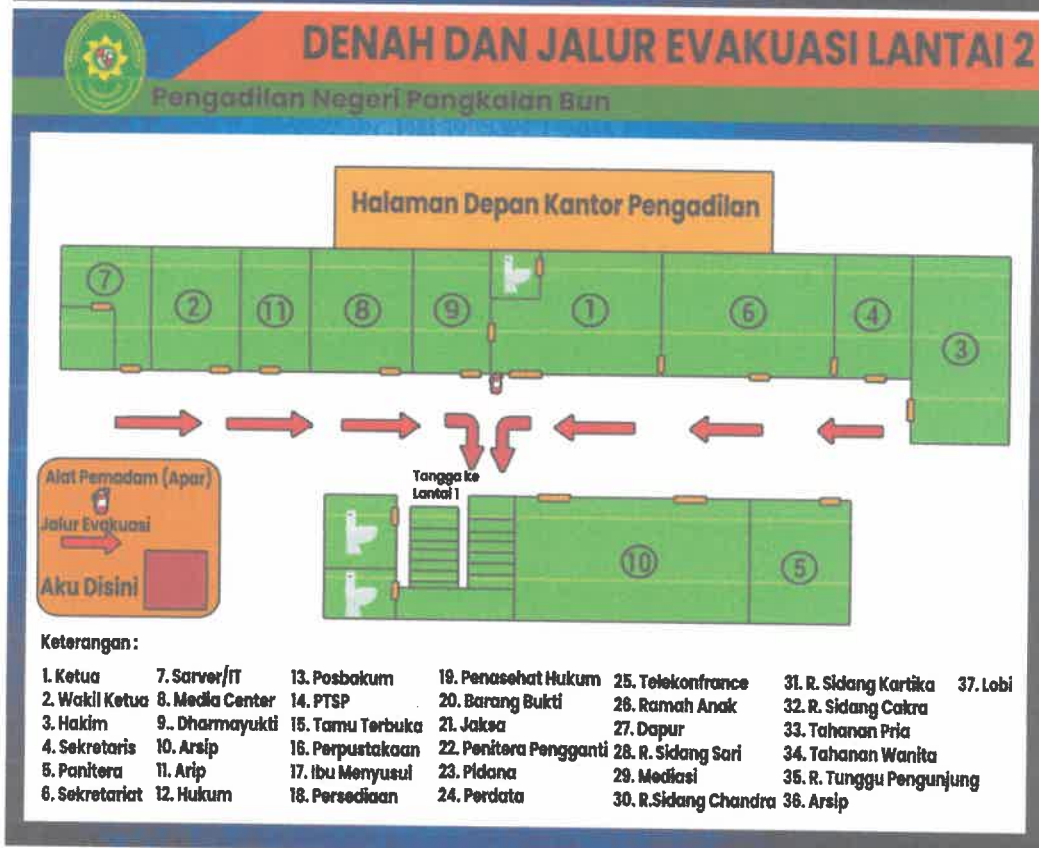 DENAH DAN JALUR EVAKUASI LANTAI 2
Pengadilan Negeri Pangkalan Bun
Halaman Depan Kantor Pengadilan
7
2
11
8
9
1
6
4
3
Tangga ke
Lantai 1
10
5
Alat Pemadam (Apar)
Jalur Evakuasi
Aku Disini
Keterangan :
1. Ketua
2. Wakil Ketua
3. Hakim
4. Sekretaris
5. Panitera
6. Sekretariat
7. Sarver/IT
8. Media Center
9.. Dharmayukti
10. Arsip
11. Arip
12. Hukum
13. Posbakum
14. PTSP
15. Tamu Terbuka
16. Perpustakaan
17. Ibu Menyusui
18. Persediaan
19. Penasehat Hukum
20. Barang Bukti
21. Jaksa
22. Penitera Pengganti
23. Pidana
24. Perdata
25. Telekonfrance
26. Ramah Anak
27. Dapur
28. R. Sidang Sari
29. Mediasi
30. R.Sidang Chandra
31. R. Sidang Kartika
32. R. Sidang Cakra
33. Tahanan Pria
34. Tahanan Wanita
35. R. Tunggu Pengunjung
36. Arsip
37. Lobi